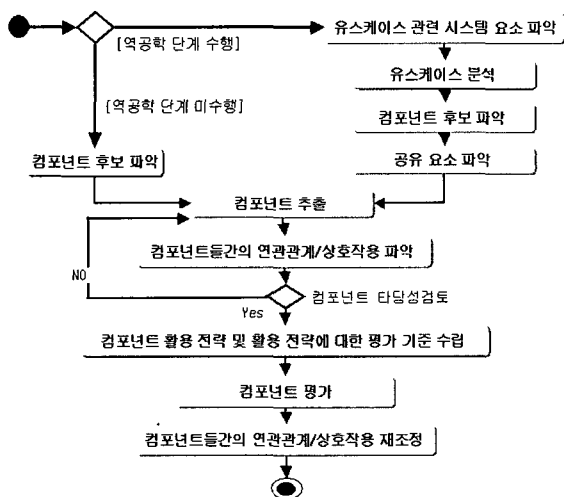 유스케이스 관련 시스템 요소 파악
[역공학 단계 수행]
유스케이스 분석
[역공학 단계 미수행]
컴포넌트 후보 파악
컴포넌트 후보 파악
공유 요소 파악
컴포넌트 추출
컴포넌트들간의 연관관계/상호작용 파악
NO
컴포넌트 타당성검토
Yes
컴포넌트 활용 전략 및 활용 전략에 대한 평가 기준 수립
컴포넌트 평가
컴포넌트들간의 연관관계/상호작용 재조정